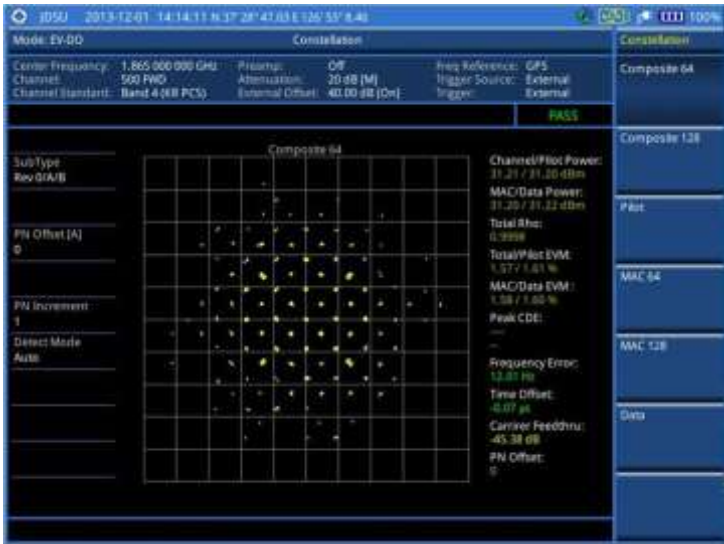 JDSU 2013-12-01 14:14:11 N 37° 28' 47.03 E 126° 55' 8.40 100%
Mode: EV-DO Constellation Constellation
Center Frequency: 1.865 000 000 GHz Preamp: Off Freq Reference: GPS
Channel: 500 FWD Attenuation: 20 dB [M] Trigger Source: External
Channel Standard: Band 4 (KR PCS) External Offset: 40.00 dB [On] Trigger: External
PASS
Composite 64
SubType
Rev 0/A/B
PN Offset [A]
0
PN Increment
1
Detect Mode
Auto
Channel/Pilot Power:
31.21 / 31.20 dBm
MAC/Data Power:
31.20 / 31.22 dBm
Total Rho:
0.9998
Total/Pilot EVM:
1.57 / 1.61 %
MAC/Data EVM :
1.58 / 1.60 %
Peak CDE:
---
--
Frequency Error:
Hz
Time Offset:
-0.07 µs
Carrirer Feedthru:
-45.38 dB
PN Offset:
Composite 64
Composite 128
Pilot
MAC 64
MAC 128
Data